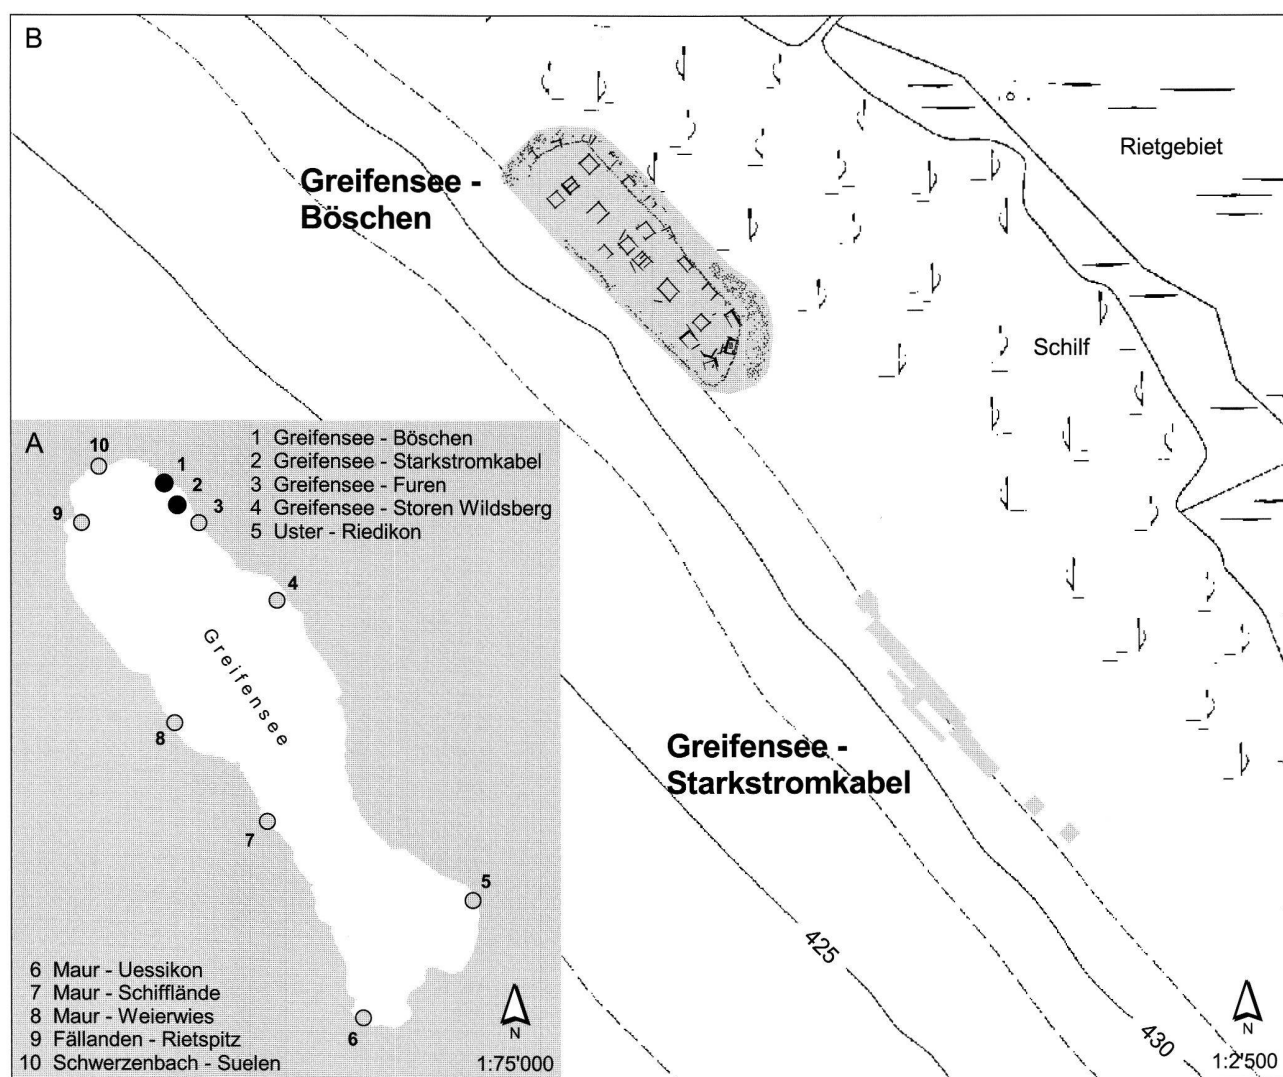 B
Rietgebiet
Greifensee -
Böschen
Schilf
A
1 Greifensee - Böschen
2 Greifensee - Starkstromkabel
3 Greifensee - Furen
4 Greifensee - Storen Wildsberg
5 Uster - Riedikon
10
1
2
3
9
4
Greifensee
8
7
5
6
Greifensee -
Starkstromkabel
425
430
6 Maur - Uessikon
7 Maur - Schifflände
8 Maur - Weierwies
9 Fällanden - Rietspitz
10 Schwerzenbach - Suelen
N
1:75'000
N
1:2'500